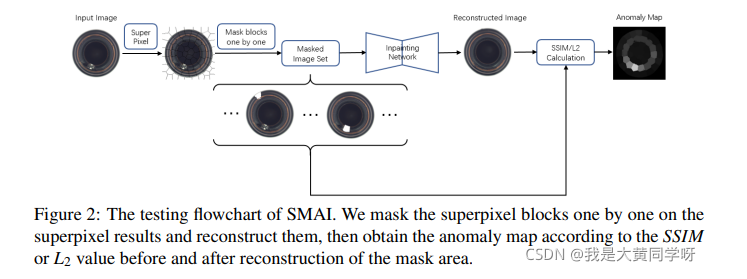 Input Image
Super
Pixel
Mask blocks
one by one
Masked
Image Set
Inpainting
Network
Reconstructed Image
SSIM/L2
Calculation
Anomaly Map
...
...
...
Figure 2: The testing flowchart of SMAI. We mask the superpixel blocks one by one on the
superpixel results and reconstruct them, then obtain the anomaly map according to the SSIM
or L2 value before and after reconstruction of the mask area.
CSDN @我是大黄同学呀